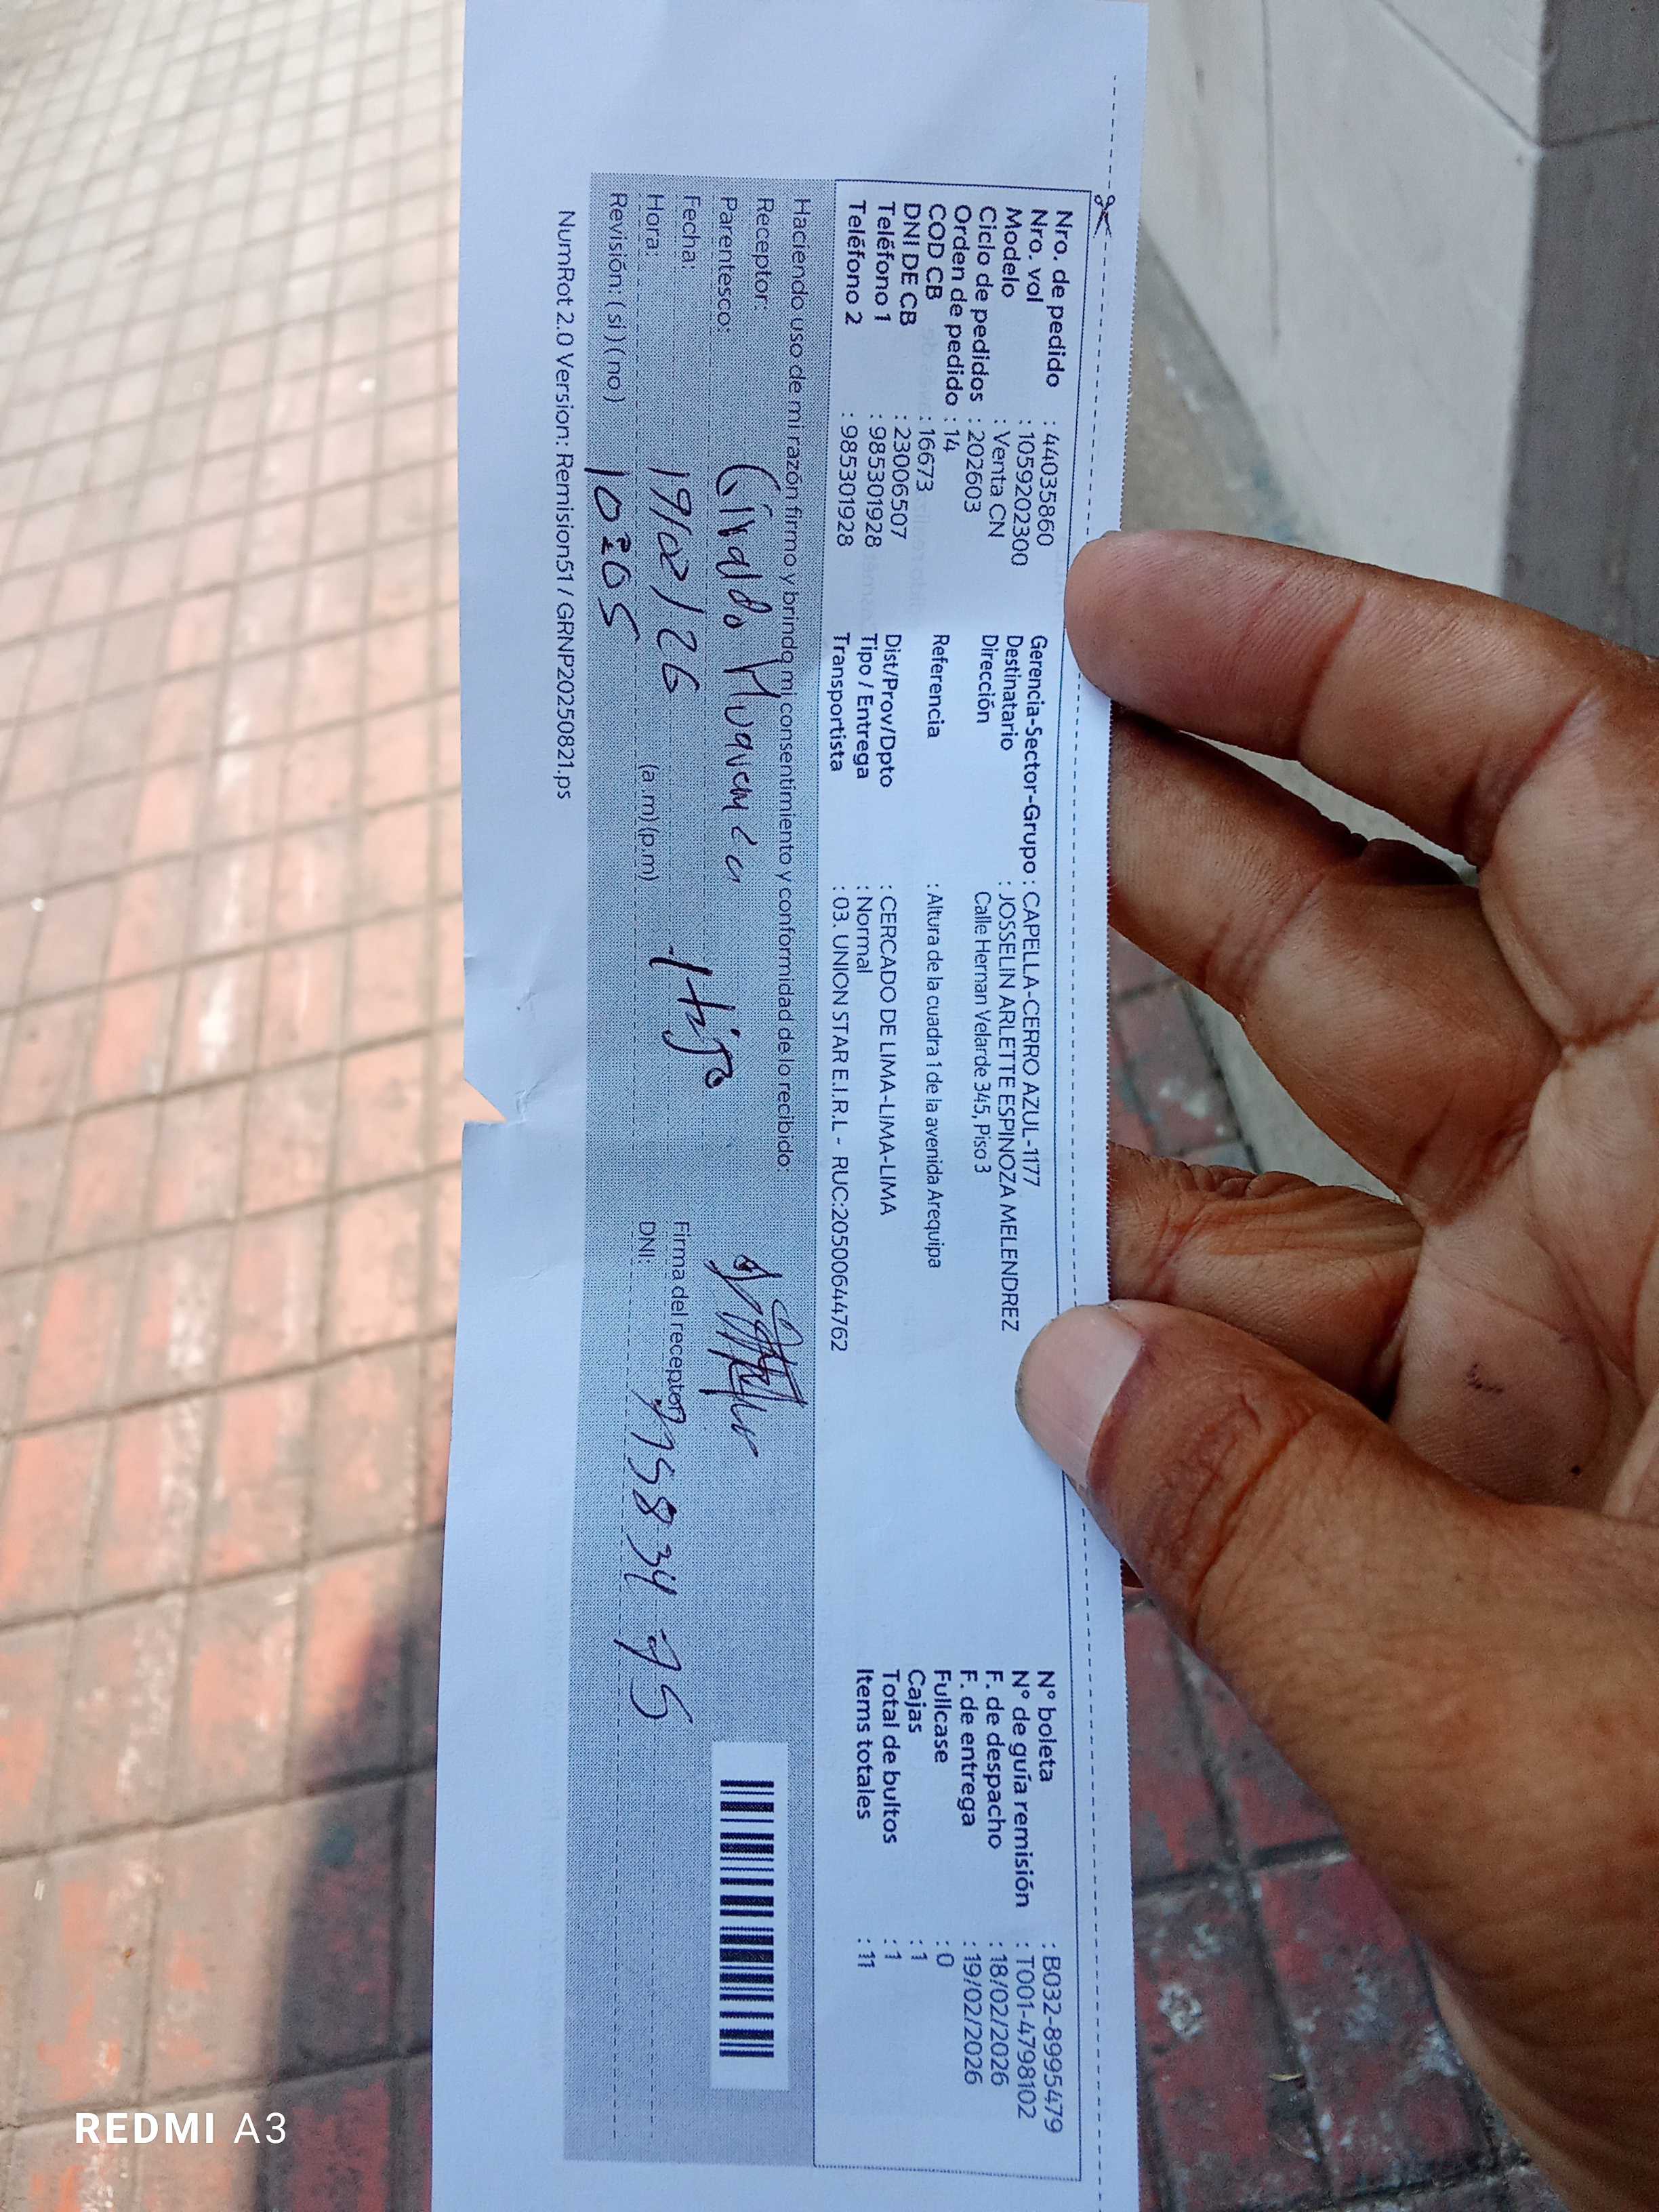 Nro. de pedido : 44035860
Nro. vol : 1059202300
Modelo : Venta CN
Ciclo de pedidos : 202603
Orden de pedido : 14
COD CB : 16673
DNI DE CB : 23006507
Teléfono 1 : 985301928
Teléfono 2 : 985301928
Gerencia-Sector-Grupo : CAPELLA-CERRO AZUL-1177
Destinatario : JOSSELIN ARLETTE ESPINOZA MELENDREZ
Dirección Calle Hernan Velarde 345, Piso 3
Referencia : Altura de la cuadra 1 de la avenida Arequipa
Dist/Prov/Dpto : CERCADO DE LIMA-LIMA-LIMA
Tipo / Entrega : Normal
Transportista : 03. UNION STAR E.I.R.L - RUC:20500644762
N° boleta : B032-8995479
N° de guía remisión : T001-4798102
F. de despacho : 18/02/2026
F. de entrega : 19/02/2026
Fullcase : 0
Cajas : 1
Total de bultos : 1
Items totales : 11
Haciendo uso de mi razón firmo y brindo mi consentimiento y conformidad de lo recibido:
Receptor:
Parentesco: Hijo
Fecha: 19/02/26
Hora: 10205 (a.m)(p.m)
Revisión: (si) (no)
Firma del receptor
DNI:
NumRot 2.0 Version: Remision51 / GRNP20250821.ps
REDMI A3